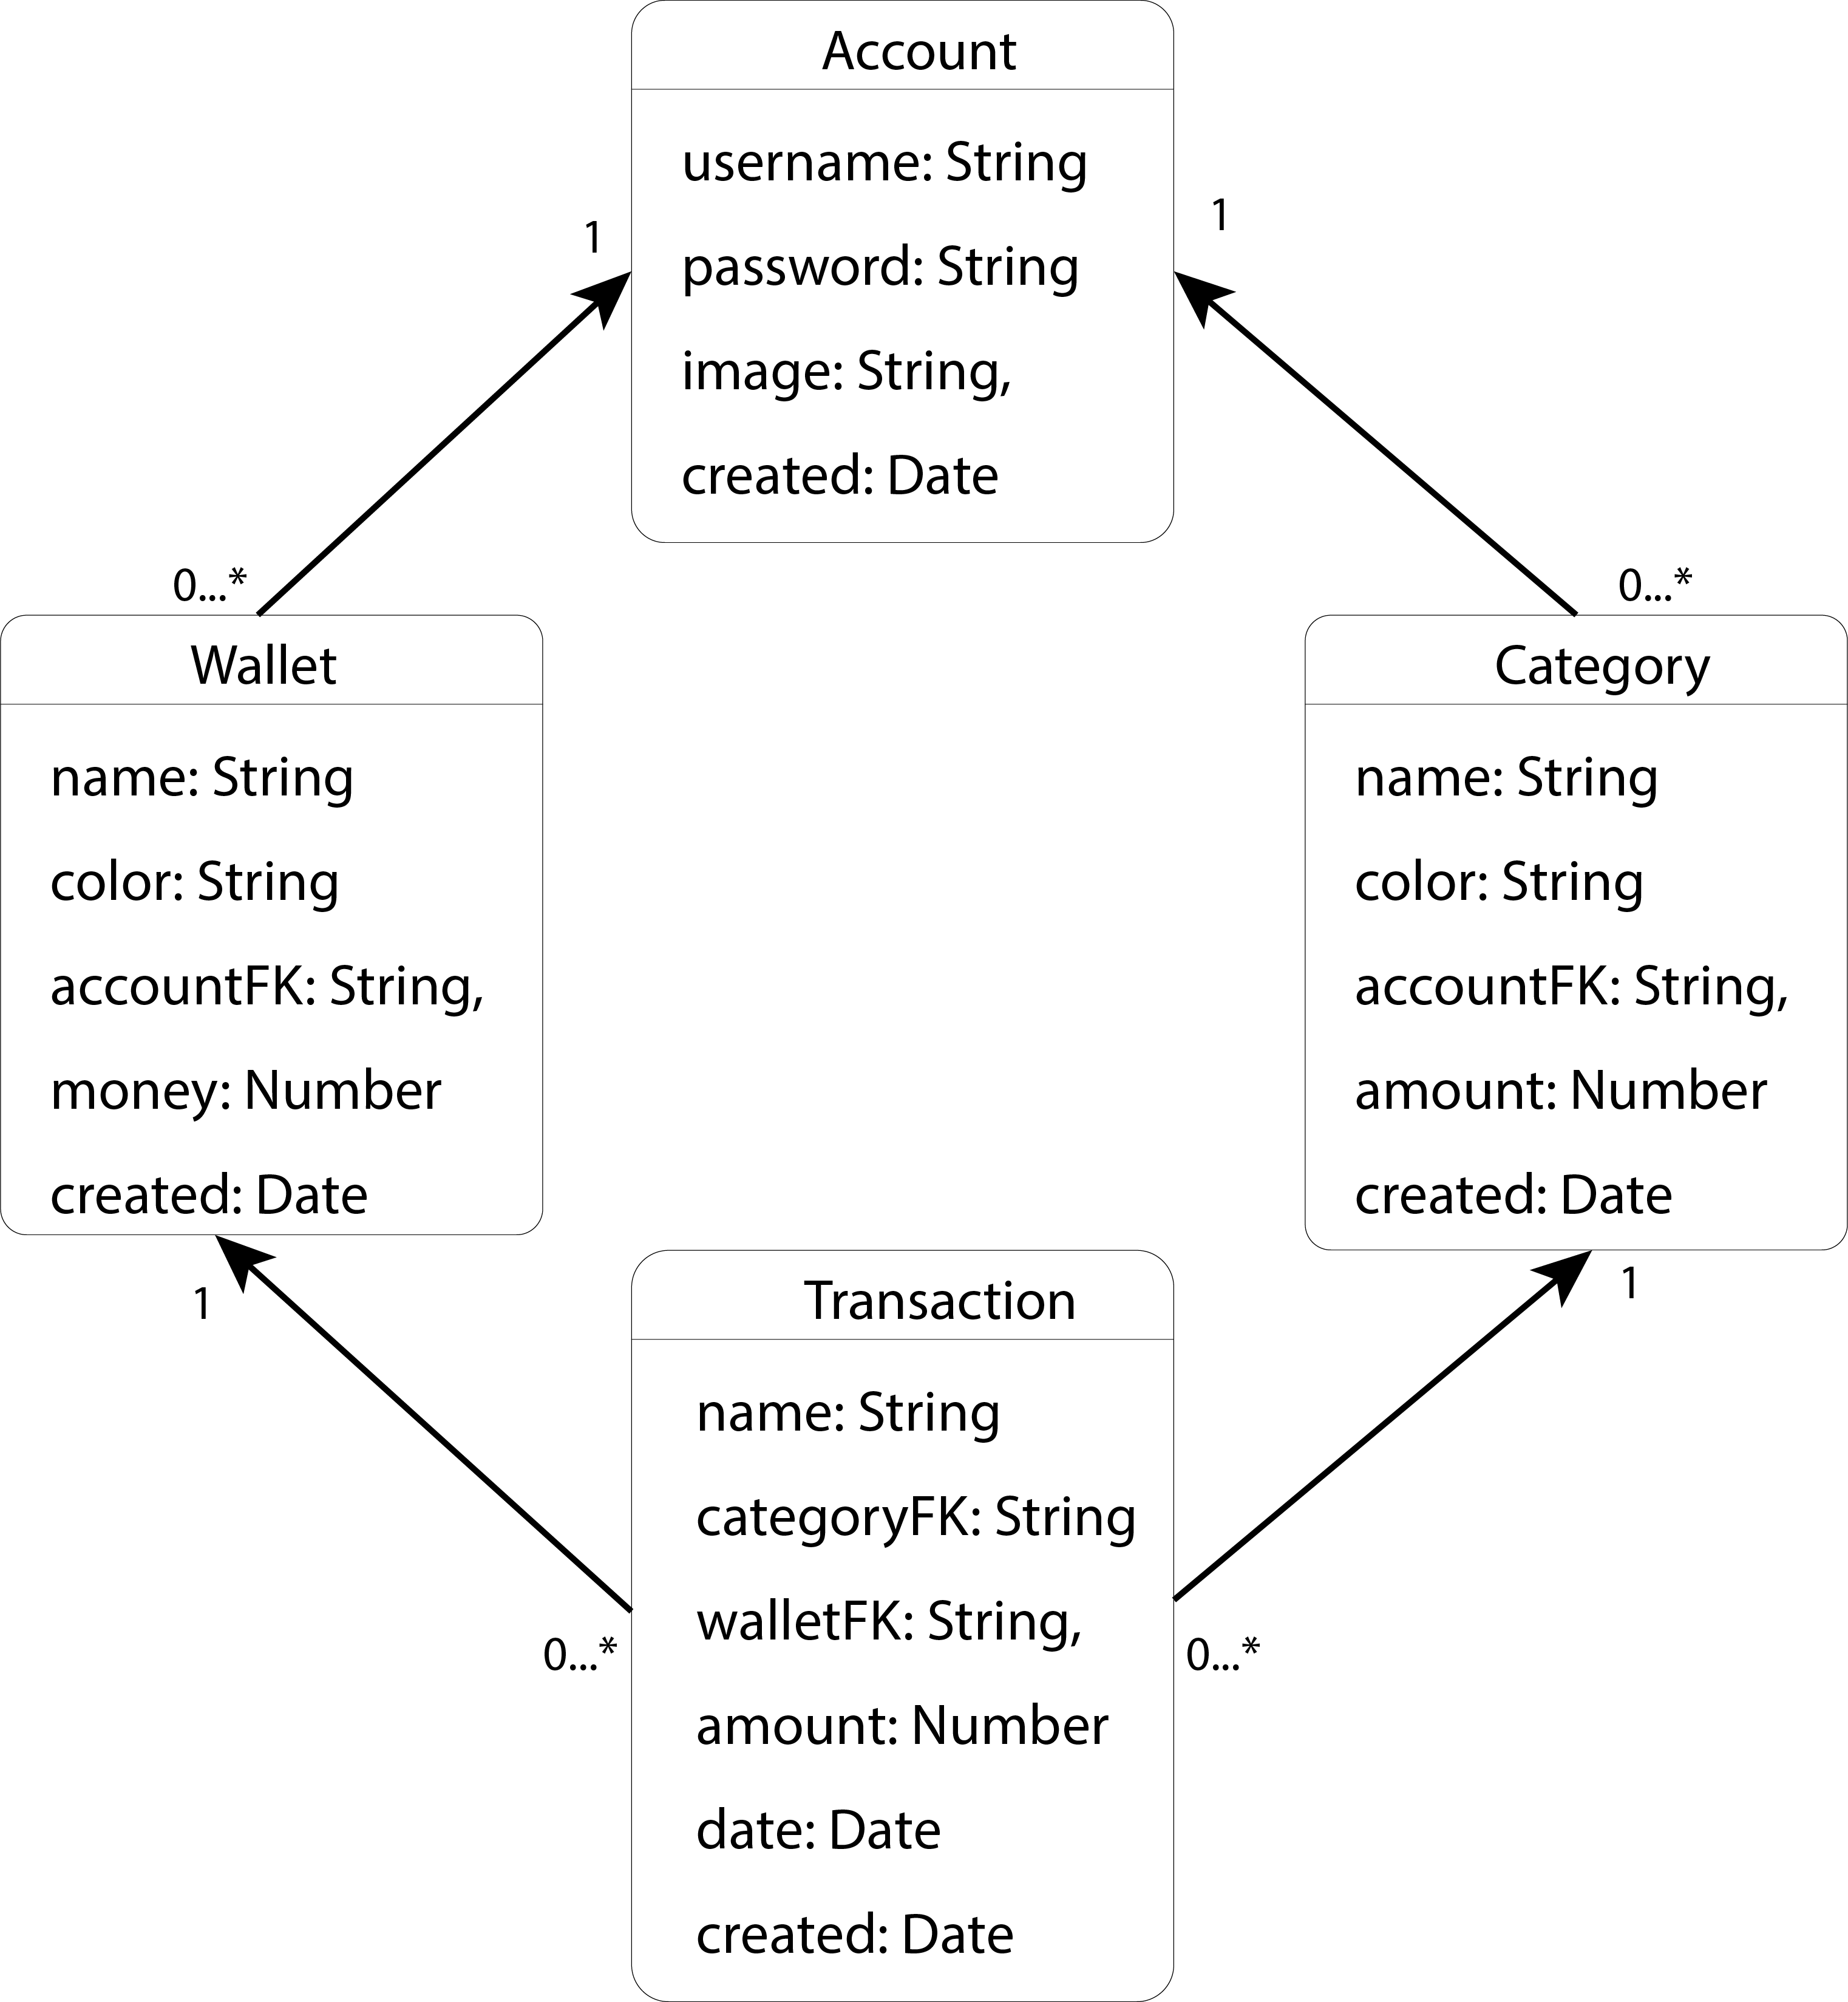 Account
username: String
password: String
image: String,
created: Date
1
1
0...*
0...*
Wallet
name: String
color: String
accountFK: String,
money: Number
created: Date
Category
name: String
color: String
accountFK: String,
amount: Number
created: Date
1
1
Transaction
name: String
categoryFK: String
walletFK: String,
amount: Number
date: Date
created: Date
0...*
0...*